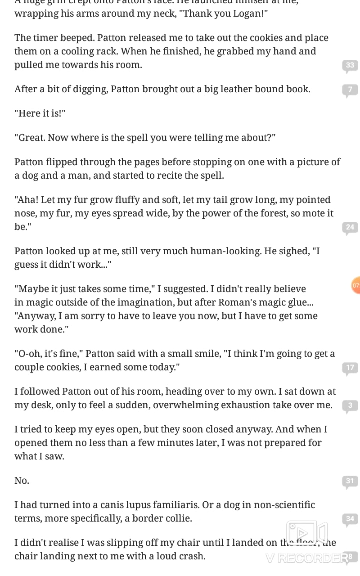 A huge grin crept onto Patton's face. He launched himself at me,
wrapping his arms around my neck, "Thank you Logan!"
The timer beeped. Patton released me to take out the cookies and place
them on a cooling rack. When he finished, he grabbed my hand and
pulled me towards his room.
33
After a bit of digging, Patton brought out a big leather bound book.
7
"Here it is!"
"Great. Now where is the spell you were telling me about?"
Patton flipped through the pages before stopping on one with a picture of
a dog and a man, and started to recite the spell.
"Aha! Let my fur grow fluffy and soft, let my tail grow long, my pointed
nose, my fur, my eyes spread wide, by the power of the forest, so mote it
be."
24
Patton looked up at me, still very much human-looking. He sighed, "I
guess it didn't work..."
"Maybe it just takes some time," I suggested. I didn't really believe
in magic outside of the imagination, but after Roman's magic glue...
"Anyway, I am sorry to have to leave you now, but I have to get some
work done."
"O-oh, it's fine," Patton said with a small smile, "I think I'm going to get a
couple cookies, I earned some today."
17
I followed Patton out of his room, heading over to my own. I sat down at
my desk, only to feel a sudden, overwhelming exhaustion take over me.
3
I tried to keep my eyes open, but they soon closed anyway. And when I
opened them no less than a few minutes later, I was not prepared for
what I saw.
No.
31
I had turned into a canis lupus familiaris. Or a dog in non-scientific
terms, more specifically, a border collie.
34
I didn't realise I was slipping off my chair until I landed on the floor, the
chair landing next to me with a loud crash.
V RECORDER